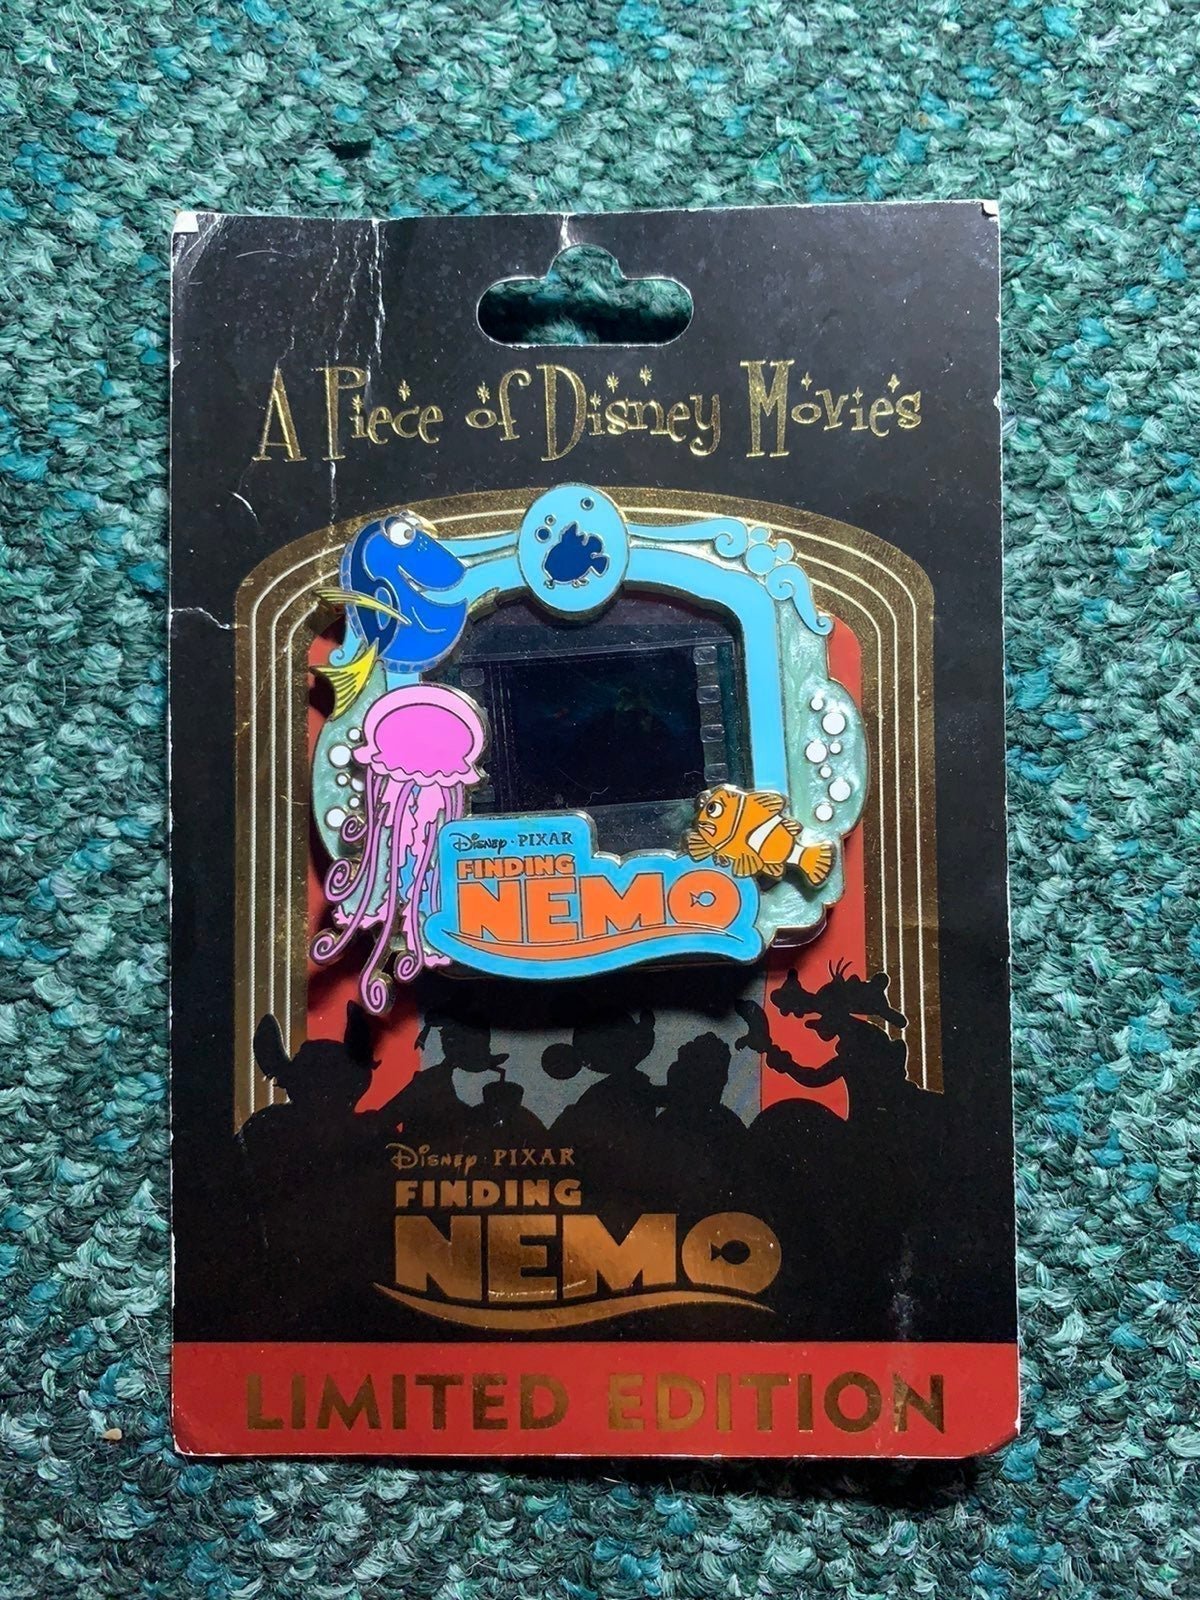 A Piece of Disney Movies
Disney · PIXAR
FINDING
NEMO
Disney · PIXAR
FINDING
NEMO
LIMITED EDITION